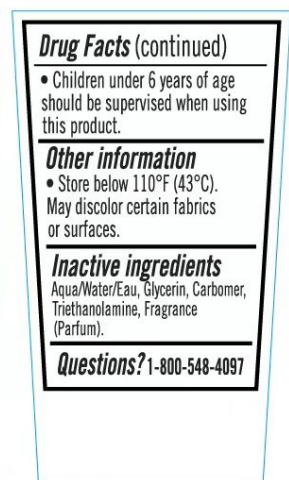 Drug Facts (continued)
• Children under 6 years of age
should be supervised when using
this product.
Other information
• Store below 110°F (43°C).
May discolor certain fabrics
or surfaces.
Inactive ingredients
Aqua/Water/Eau, Glycerin, Carbomer,
Triethanolamine, Fragrance
(Parfum).
Questions? 1-800-548-4097